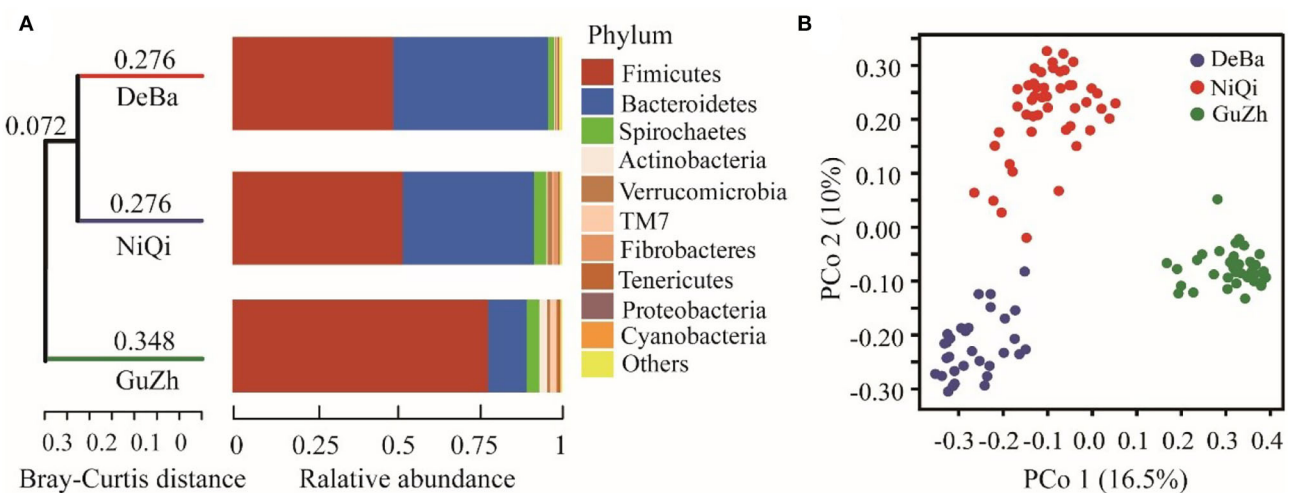 A
0.276
DeBa
0.072
0.276
NiQi
0.348
GuZh
0.3 0.2 0.1 0
Bray-Curtis distance
0 0.25 0.5 0.75 1
Ralative abundance
Phylum
Fimicutes
Bacteroidetes
Spirochaetes
Actinobacteria
Verrucomicrobia
TM7
Fibrobacteres
Tenericutes
Proteobacteria
Cyanobacteria
Others
B
DeBa
NiQi
GuZh
0.30
0.20
0.10
0.00
-0.10
-0.20
-0.30
PCo 2 (10%)
-0.3 -0.2 -0.1 0.0 0.1 0.2 0.3 0.4
PCo 1 (16.5%)